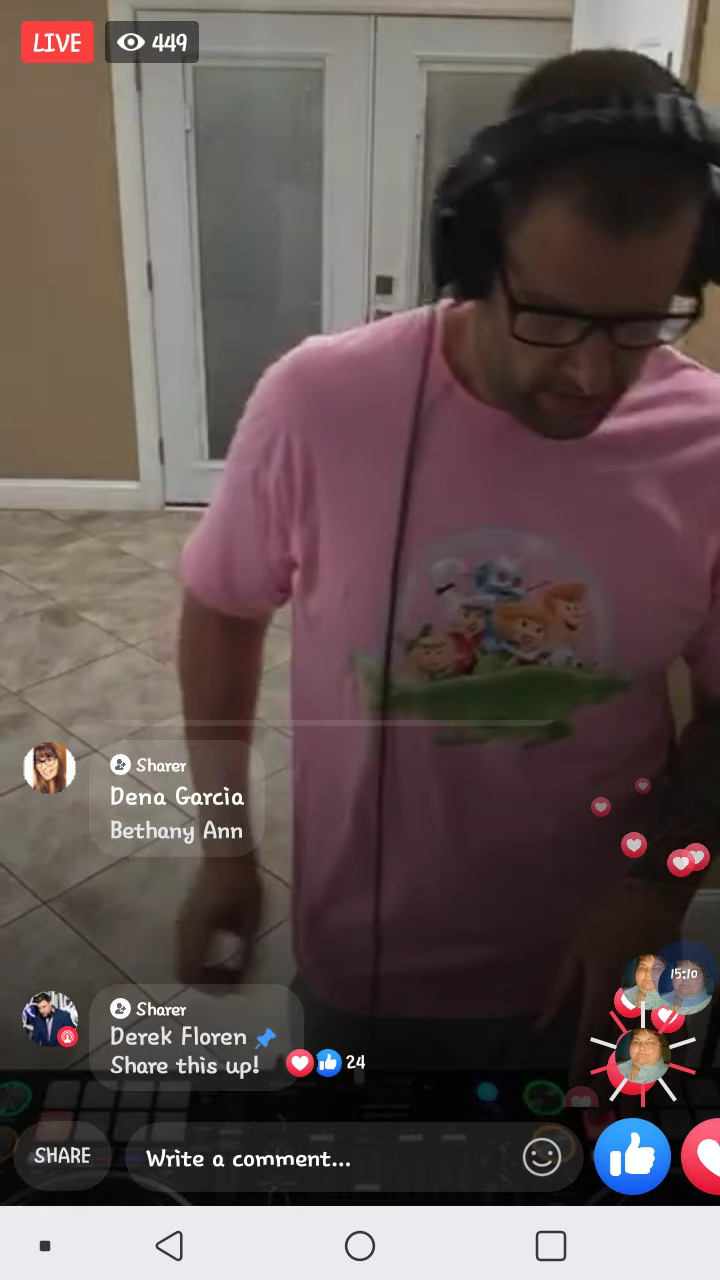 LIVE 449
Sharer
Dena Garcia
Bethany Ann
15:10
Sharer
Derek Floren
Share this up! 24
SHARE Write a comment...